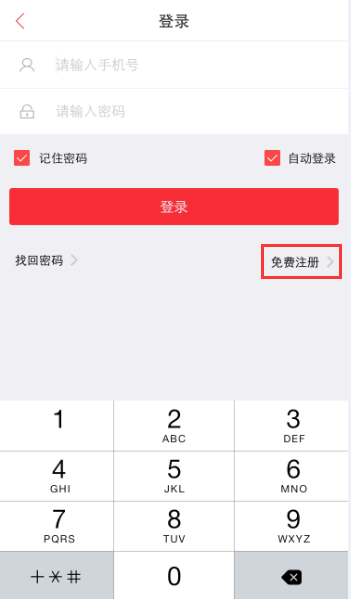 登录
请输入手机号
请输入密码
记住密码 自动登录
登录
找回密码 免费注册
1 2 3
ABC DEF
4 5 6
GHI JKL MNO
7 8 9
PQRS TUV WXYZ
+*# 0